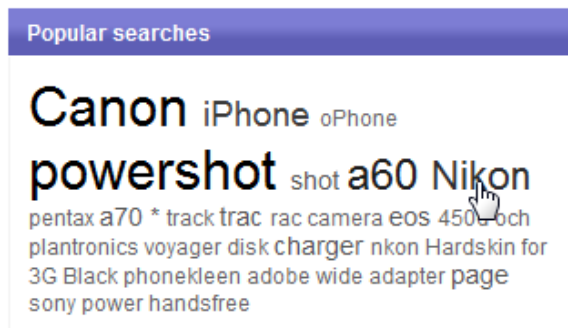 Popular searches
Canon iPhone oPhone
powershot shot a60 Nikon
pentax a70 * track trac rac camera eos 450d och
plantronics voyager disk charger nkon Hardskin for
3G Black phonekleen adobe wide adapter page
sony power handsfree